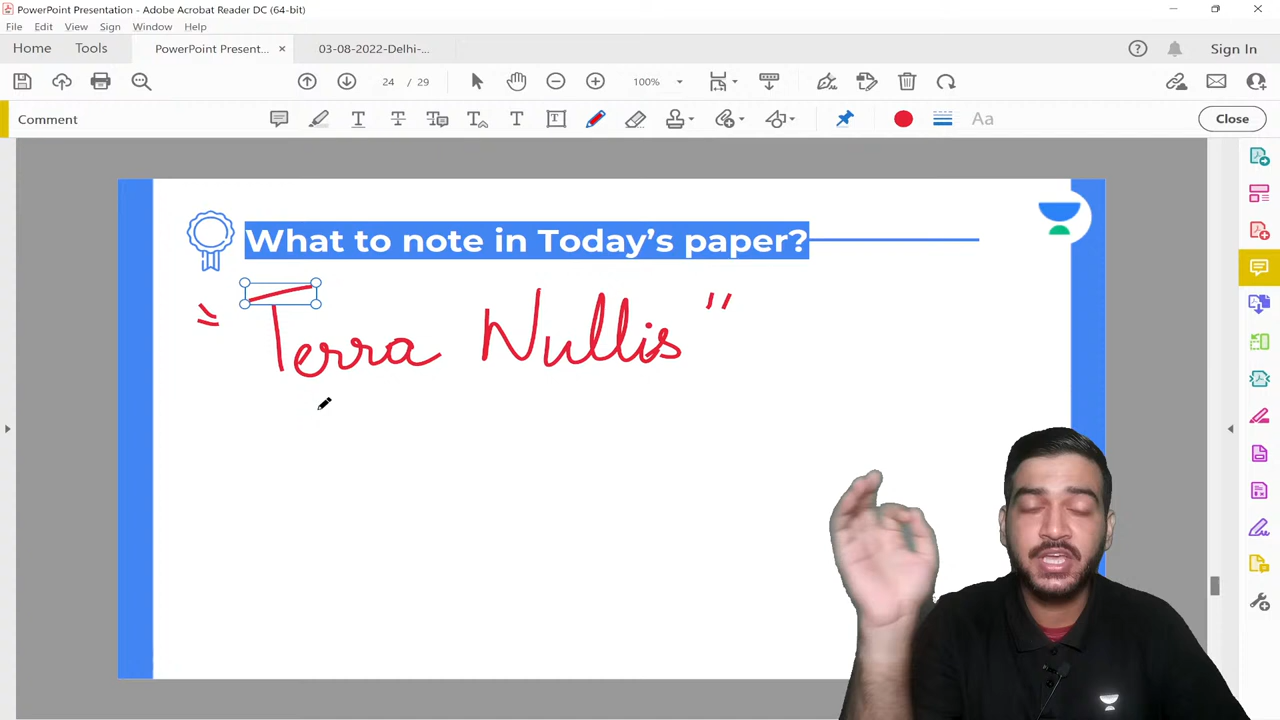 PowerPoint Presentation - Adobe Acrobat Reader DC (64-bit)
File Edit View Sign Window Help
Home Tools PowerPoint Present... × 03-08-2022-Delhi-... Sign In
24 / 29 100%
Comment Aa Close
What to note in Today's paper?
"Terra Nullis"